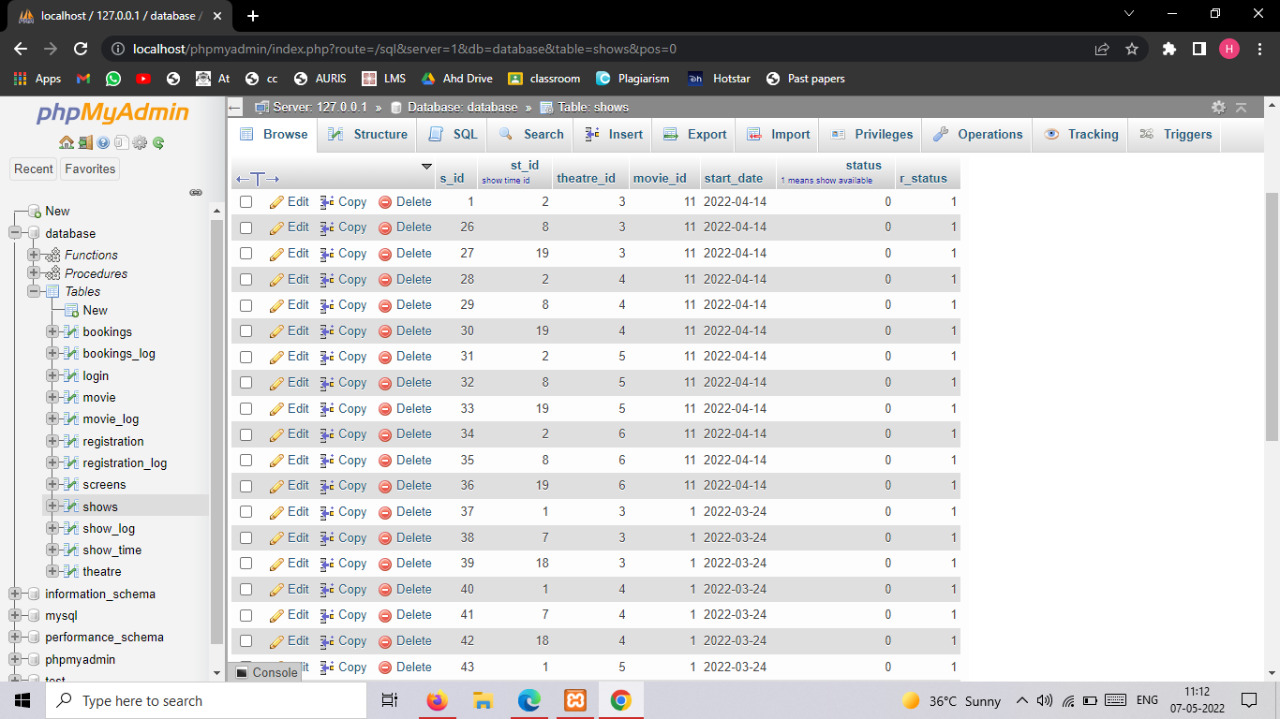 localhost / 127.0.0.1 / database /
localhost/phpmyadmin/index.php?route=/sql&server=1&db=database&table=shows&pos=0
H
Apps At cc AURIS LMS Ahd Drive classroom Plagiarism Hotstar Past papers
phpMyAdmin
Recent Favorites
New
database
Functions
Procedures
Tables
New
bookings
bookings_log
login
movie
movie_log
registration
registration_log
screens
shows
show_log
show_time
theatre
information_schema
mysql
performance_schema
phpmyadmin
test
Server: 127.0.0.1 » Database: database » Table: shows
Browse Structure SQL Search Insert Export Import Privileges Operations Tracking Triggers
s_id st_id show time id theatre_id movie_id start_date status 1 means show available r_status
Edit Copy Delete 1 2 3 11 2022-04-14 0 1
Edit Copy Delete 26 8 3 11 2022-04-14 0 1
Edit Copy Delete 27 19 3 11 2022-04-14 0 1
Edit Copy Delete 28 2 4 11 2022-04-14 0 1
Edit Copy Delete 29 8 4 11 2022-04-14 0 1
Edit Copy Delete 30 19 4 11 2022-04-14 0 1
Edit Copy Delete 31 2 5 11 2022-04-14 0 1
Edit Copy Delete 32 8 5 11 2022-04-14 0 1
Edit Copy Delete 33 19 5 11 2022-04-14 0 1
Edit Copy Delete 34 2 6 11 2022-04-14 0 1
Edit Copy Delete 35 8 6 11 2022-04-14 0 1
Edit Copy Delete 36 19 6 11 2022-04-14 0 1
Edit Copy Delete 37 1 3 1 2022-03-24 0 1
Edit Copy Delete 38 7 3 1 2022-03-24 0 1
Edit Copy Delete 39 18 3 1 2022-03-24 0 1
Edit Copy Delete 40 1 4 1 2022-03-24 0 1
Edit Copy Delete 41 7 4 1 2022-03-24 0 1
Edit Copy Delete 42 18 4 1 2022-03-24 0 1
Copy Delete 43 1 5 1 2022-03-24 0 1
Console
Type here to search
36°C Sunny
ENG
11:12
07-05-2022